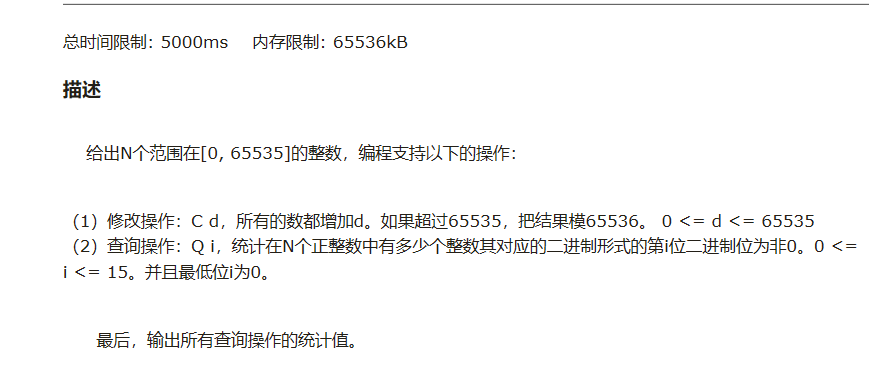 总时间限制: 5000ms 内存限制: 65536kB
描述
给出N个范围在[0, 65535]的整数，编程支持以下的操作：
（1）修改操作：C d，所有的数都增加d。如果超过65535，把结果模65536。 0 <= d <= 65535
（2）查询操作：Q i，统计在N个正整数中有多少个整数其对应的二进制形式的第i位二进制位为非0。0 <=
i <= 15。并且最低位i为0。
最后，输出所有查询操作的统计值。